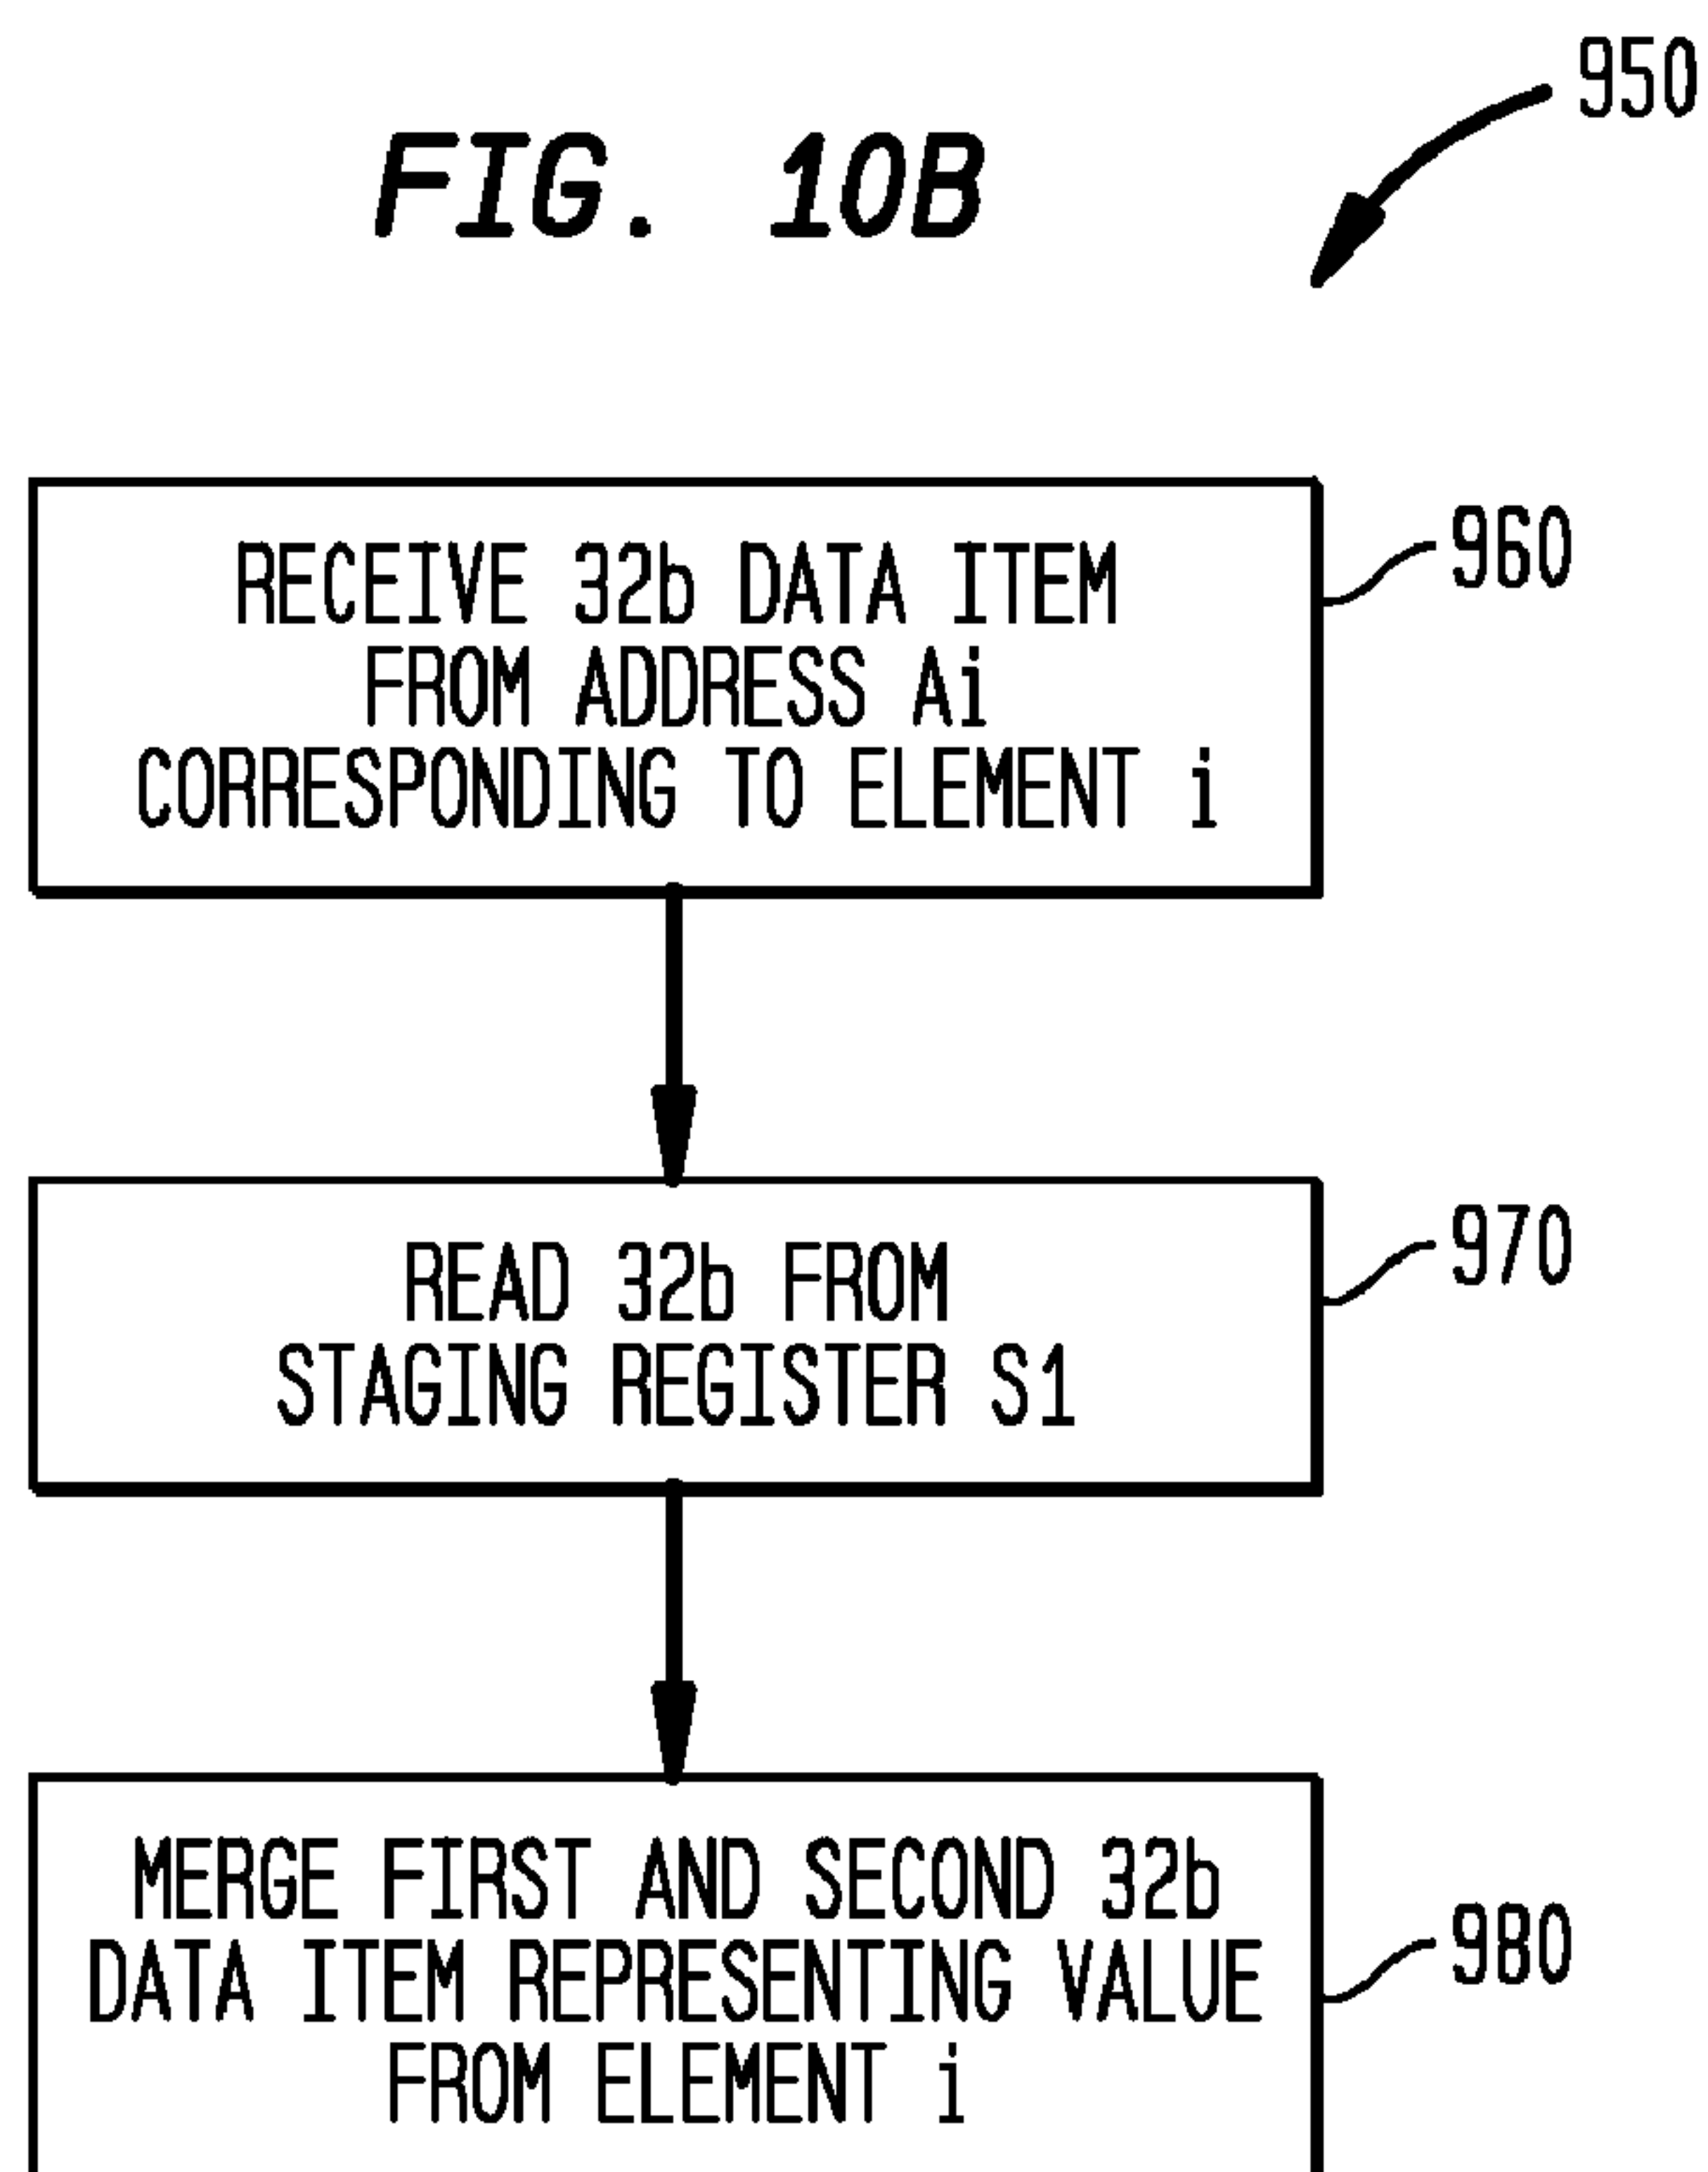 950
FIG. 10B
RECEIVE 32b DATA ITEM
FROM ADDRESS Ai
CORRESPONDING TO ELEMENT i
960
READ 32b FROM
STAGING REGISTER S1
970
MERGE FIRST AND SECOND 32b
DATA ITEM REPRESENTING VALUE
FROM ELEMENT i
980